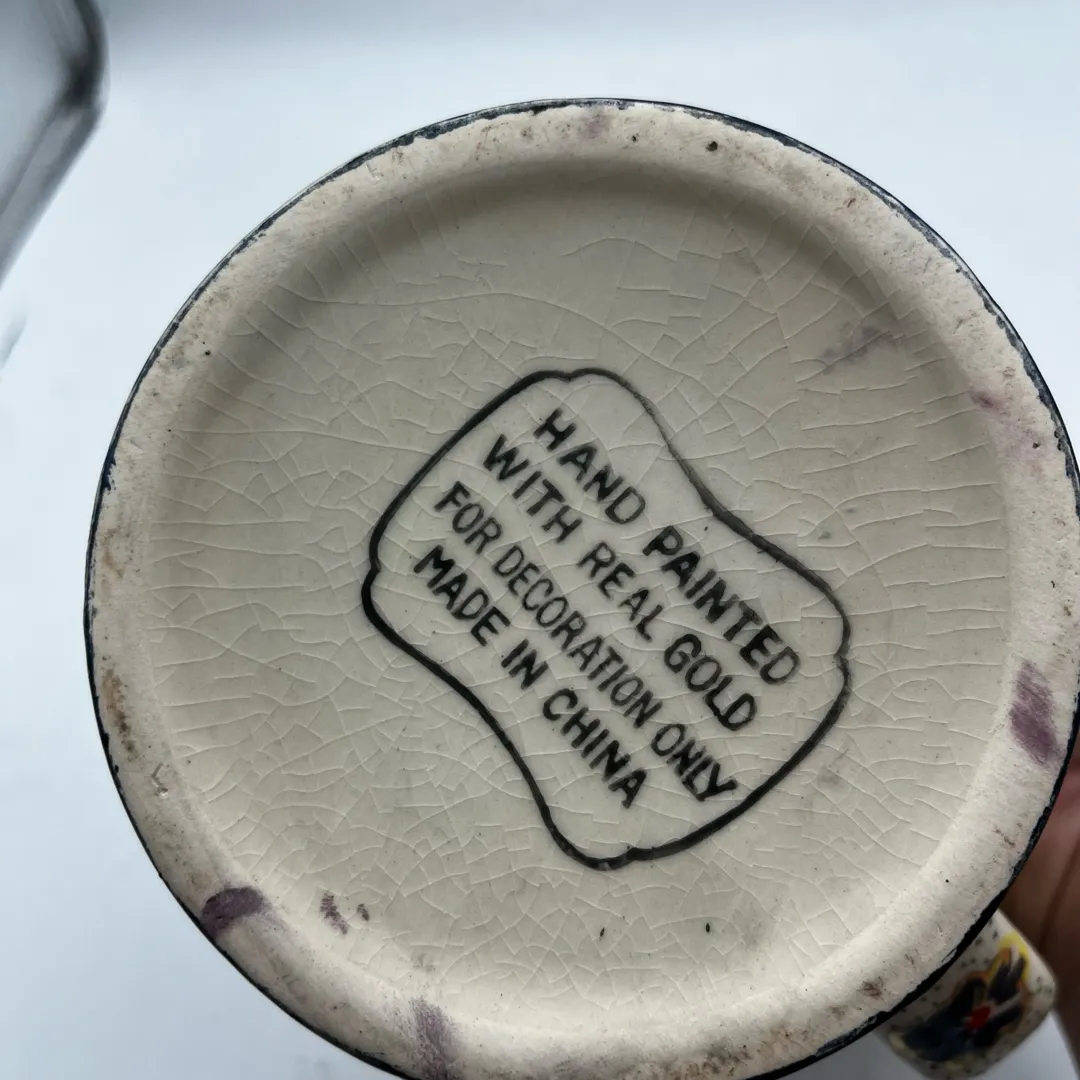 HAND PAINTED
WITH REAL GOLD
FOR DECORATION ONLY
MADE IN CHINA